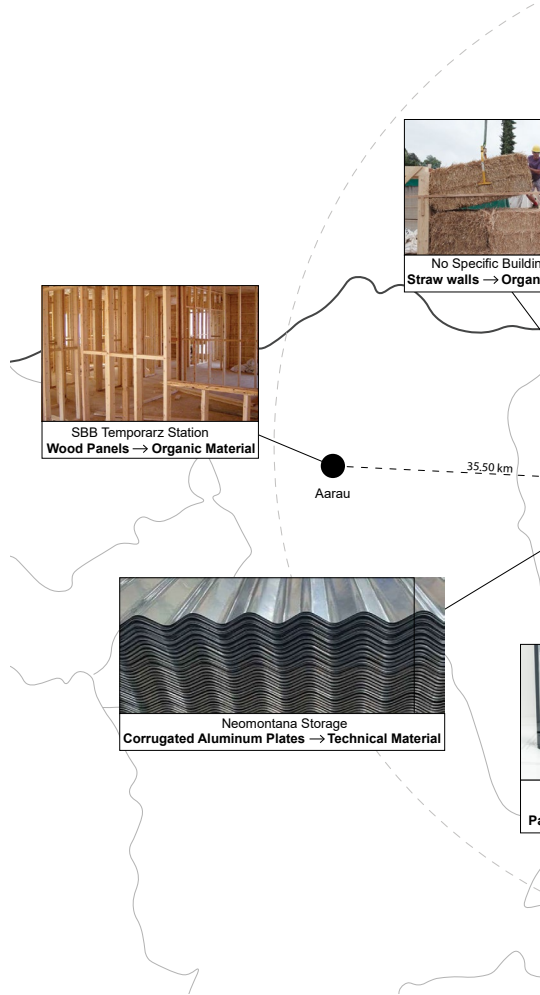 No Specific Buildin
Straw walls → Organ
SBB Temporarz Station
Wood Panels → Organic Material
35,50 km
Aarau
Neomontana Storage
Corrugated Aluminum Plates → Technical Material
Pa